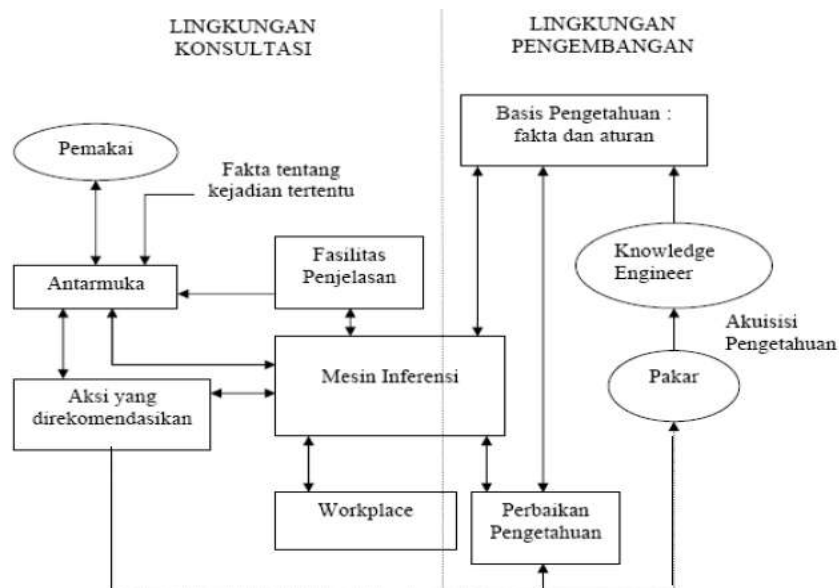 LINGKUNGAN
KONSULTASI
LINGKUNGAN
PENGEMBANGAN
Basis Pengetahuan :
fakta dan aturan
Pemakai
Fakta tentang
kejadian tertentu
Fasilitas
Penjelasan
Knowledge
Engineer
Antarmuka
Akuisisi
Pengetahuan
Mesin Inferensi
Pakar
Aksi yang
direkomendasikan
Workplace
Perbaikan
Pengetahuan